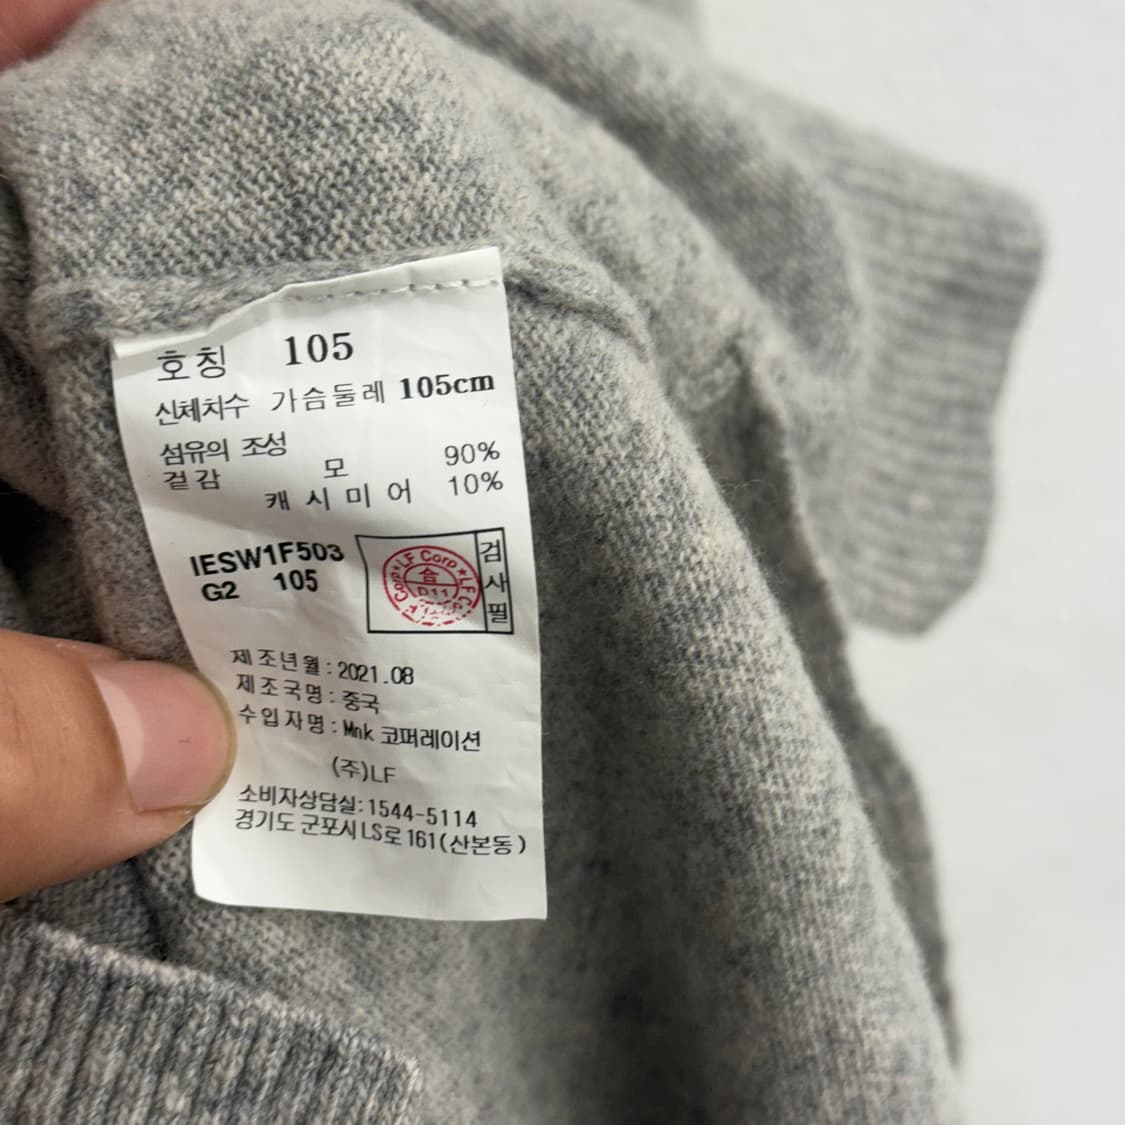 호칭 105
신체치수 가슴둘레 105cm
섬유의 조성
겉감 모 90%
캐시미어 10%
IESW1F503
G2 105
검사필
LF Corp
合
D11
제조년월 : 2021.08
제조국명 : 중국
수입자명 : Mnk 코퍼레이션
(주)LF
소비자상담실: 1544-5114
경기도 군포시 LS로 161(산본동)